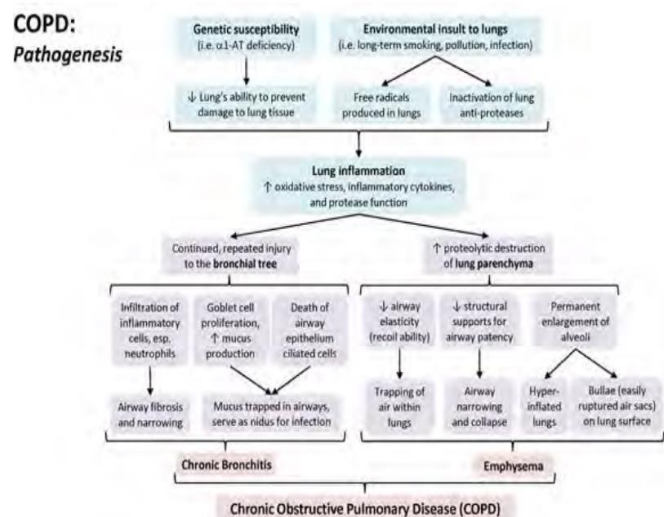 COPD:
Pathogenesis
Genetic susceptibility
(i.e. α1-AT deficiency)
Environmental insult to lungs
(i.e. long-term smoking, pollution, infection)
↓ Lung's ability to prevent
damage to lung tissue
Free radicals
produced in lungs
Inactivation of lung
anti-proteases
Lung inflammation
↑ oxidative stress, inflammatory cytokines,
and protease function
Continued, repeated injury
to the bronchial tree
↑ proteolytic destruction
of lung parenchyma
Infiltration of
inflammatory
cells, esp.
neutrophils
Goblet cell
proliferation,
↑ mucus
production
Death of
airway
epithelium
ciliated cells
↓ airway
elasticity
(recoil ability)
↓ structural
supports for
airway patency
Permanent
enlargement of
alveoli
Airway fibrosis
and narrowing
Mucus trapped in airways,
serve as nidus for infection
Trapping of
air within
lungs
Airway
narrowing
and collapse
Hyper-
inflated
lungs
Bullae (easily
ruptured air sacs)
on lung surface
Chronic Bronchitis
Emphysema
Chronic Obstructive Pulmonary Disease (COPD)